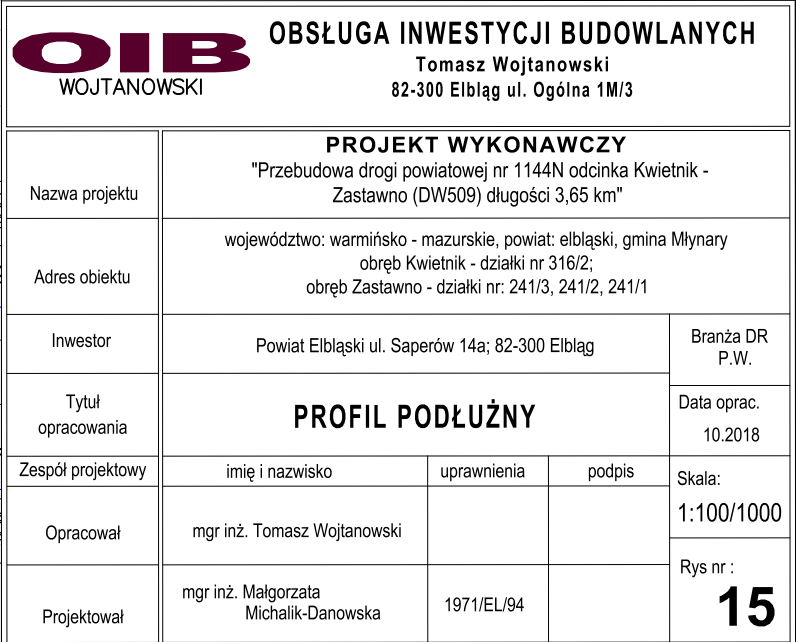 OIB
WOJTANOWSKI
OBSŁUGA INWESTYCJI BUDOWLANYCH
Tomasz Wojtanowski
82-300 Elbląg ul. Ogólna 1M/3
Nazwa projektu
PROJEKT WYKONAWCZY
"Przebudowa drogi powiatowej nr 1144N odcinka Kwietnik -
Zastawno (DW509) długości 3,65 km"
Adres obiektu
województwo: warmińsko - mazurskie, powiat: elbląski, gmina Młynary
obręb Kwietnik - działki nr 316/2;
obręb Zastawno - działki nr: 241/3, 241/2, 241/1
Inwestor
Powiat Elbląski ul. Saperów 14a; 82-300 Elbląg
Branża DR
P.W.
Tytuł
opracowania
PROFIL PODŁUŻNY
Data oprac.
10.2018
Zespół projektowy
imię i nazwisko
uprawnienia
podpis
Skala:
1:100/1000
Opracował
mgr inż. Tomasz Wojtanowski
Projektował
mgr inż. Małgorzata
Michalik-Danowska
1971/EL/94
Rys nr :
15